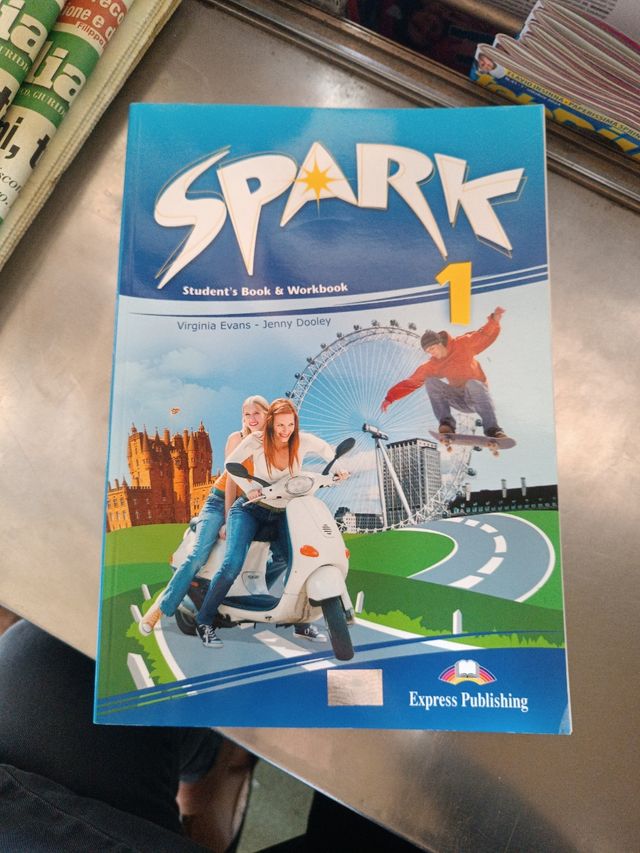 SPARK
Student's Book & Workbook
1
Virginia Evans - Jenny Dooley
Express Publishing